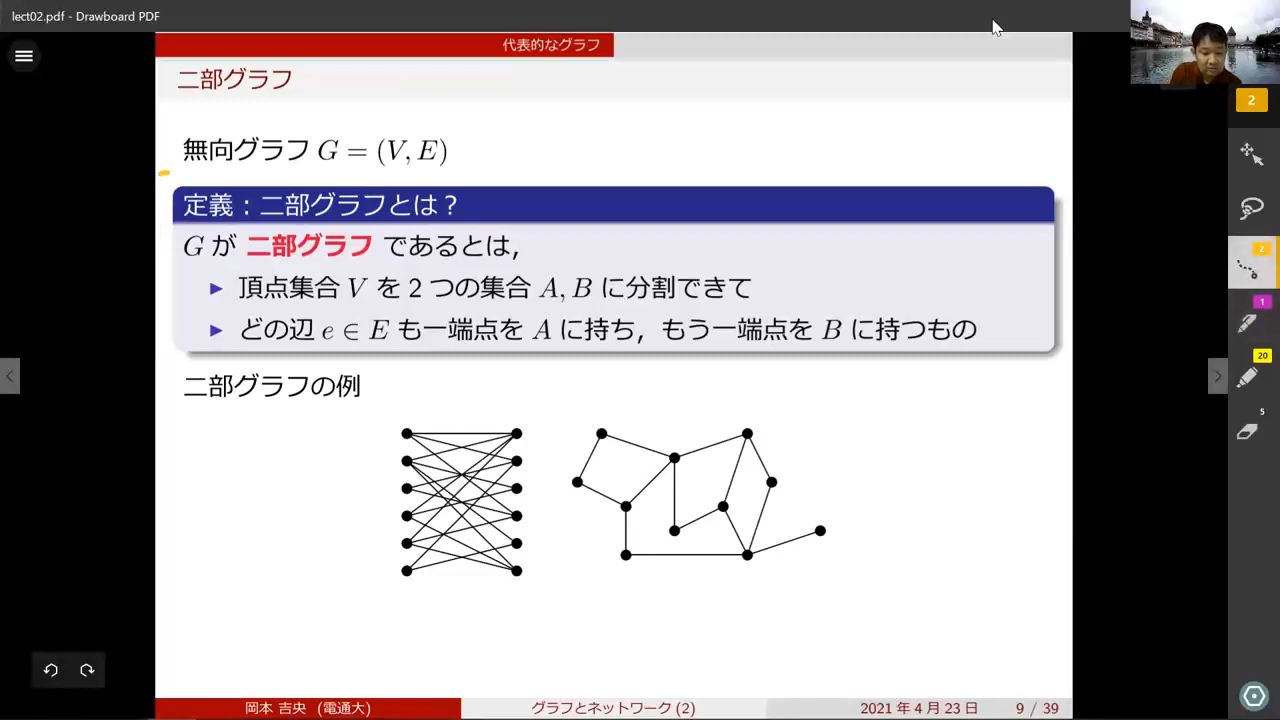 lect02.pdf - Drawboard PDF
代表的なグラフ
二部グラフ
無向グラフ G = (V, E)
定義：二部グラフとは？
G が 二部グラフ であるとは，
▶ 頂点集合 V を 2 つの集合 A, B に分割できて
▶ どの辺 e ∈ E も一端点を A に持ち，もう一端点を B に持つもの
二部グラフの例
岡本 吉央 (電通大)
グラフとネットワーク (2)
2021 年 4 月 23 日
9 / 39
2
2
1
20
5